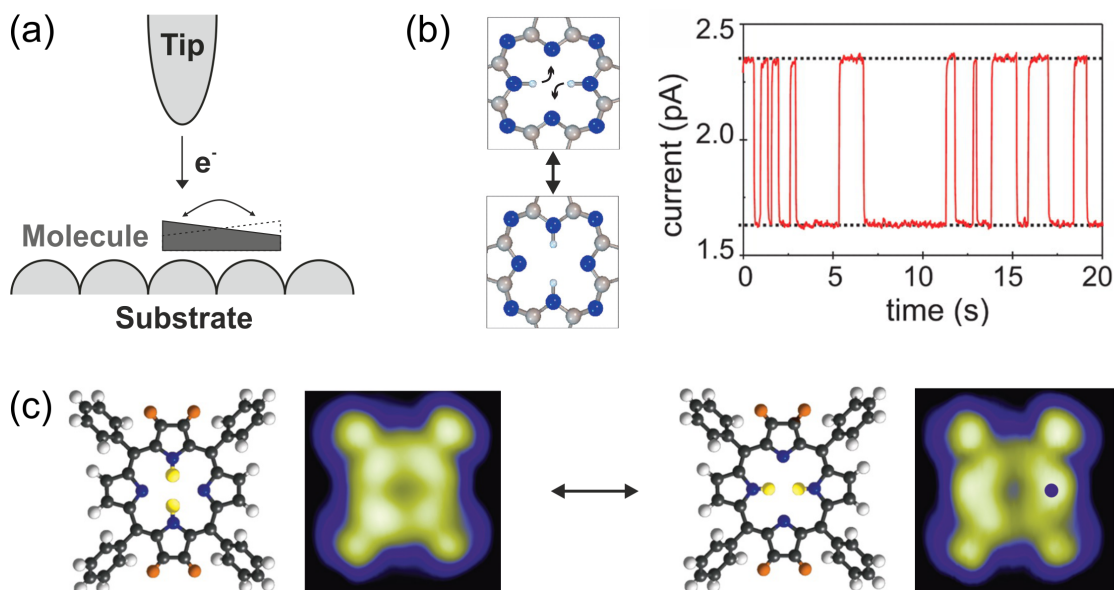 (a)
Tip
e-
Molecule
Substrate
(b)
2.5
2.0
1.5
current (pA)
0
5
10
15
20
time (s)
(c)